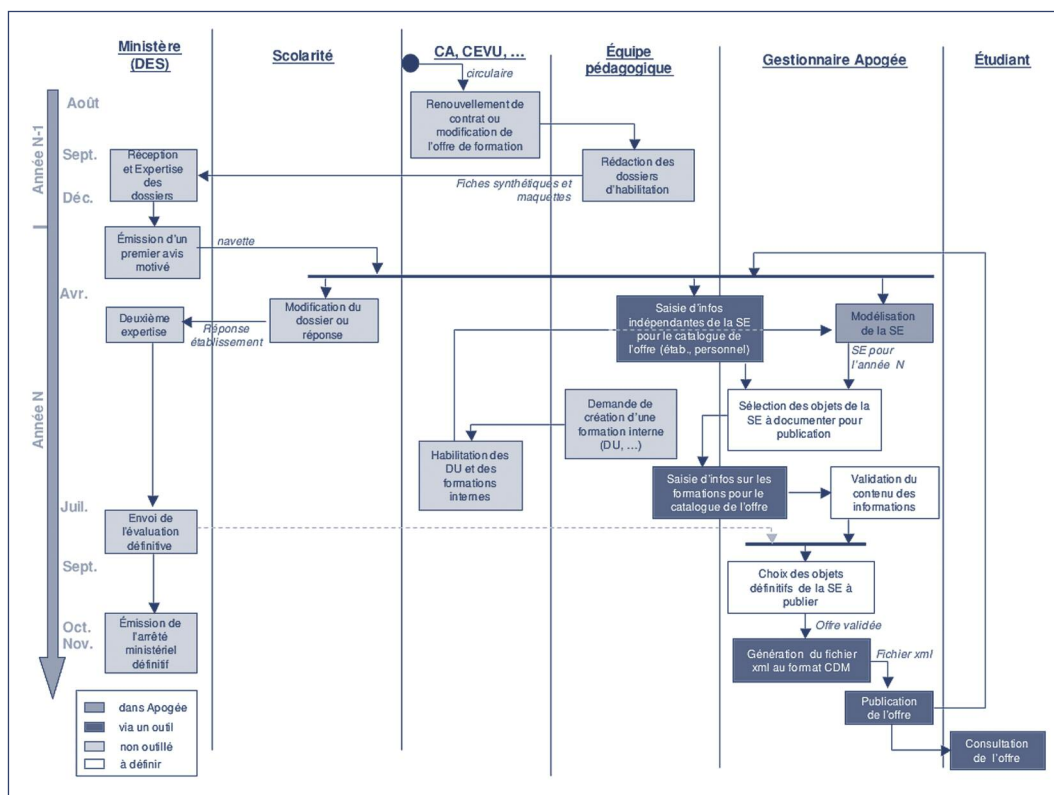 Ministère
(DES)
Scolarité
CA, CEVU, ...
Équipe
pédagogique
Gestionnaire Apogée
Étudiant
circulaire
Année N-1
Août
Sept.
Déc.
Renouvellement de
contrat ou
modification de
l'offre de formation
Réception
et Expertise
des
dossiers
Rédaction des
dossiers
d'habilitation
Fiches synthétiques et
maquettes
Émission d'un
premier avis
motivé
navette
Année N
Avr.
Deuxième
expertise
Réponse
établissement
Modification du
dossier ou
réponse
Saisie d'infos
indépendantes de la SE
pour le catalogue de
l'offre (étab., personnel)
Modélisation
de la SE
SE pour
l'année N
Demande de
création d'une
formation interne
(DU, ...)
Sélection des objets de la
SE à documenter pour
publication
Habilitation des
DU et des
formations
internes
Saisie d'infos sur les
formations pour le
catalogue de l'offre
Validation du
contenu des
informations
Juil.
Envoi de
l'évaluation
définitive
Sept.
Choix des objets
définitifs de la SE à
publier
Offre validée
Oct.
Nov.
Émission de
l'arrêté
ministériel
définitif
Génération du fichier
xml au format CDM
Fichier xml
Publication
de l'offre
Consultation
de l'offre
dans Apogée
via un outil
non outillé
à définir